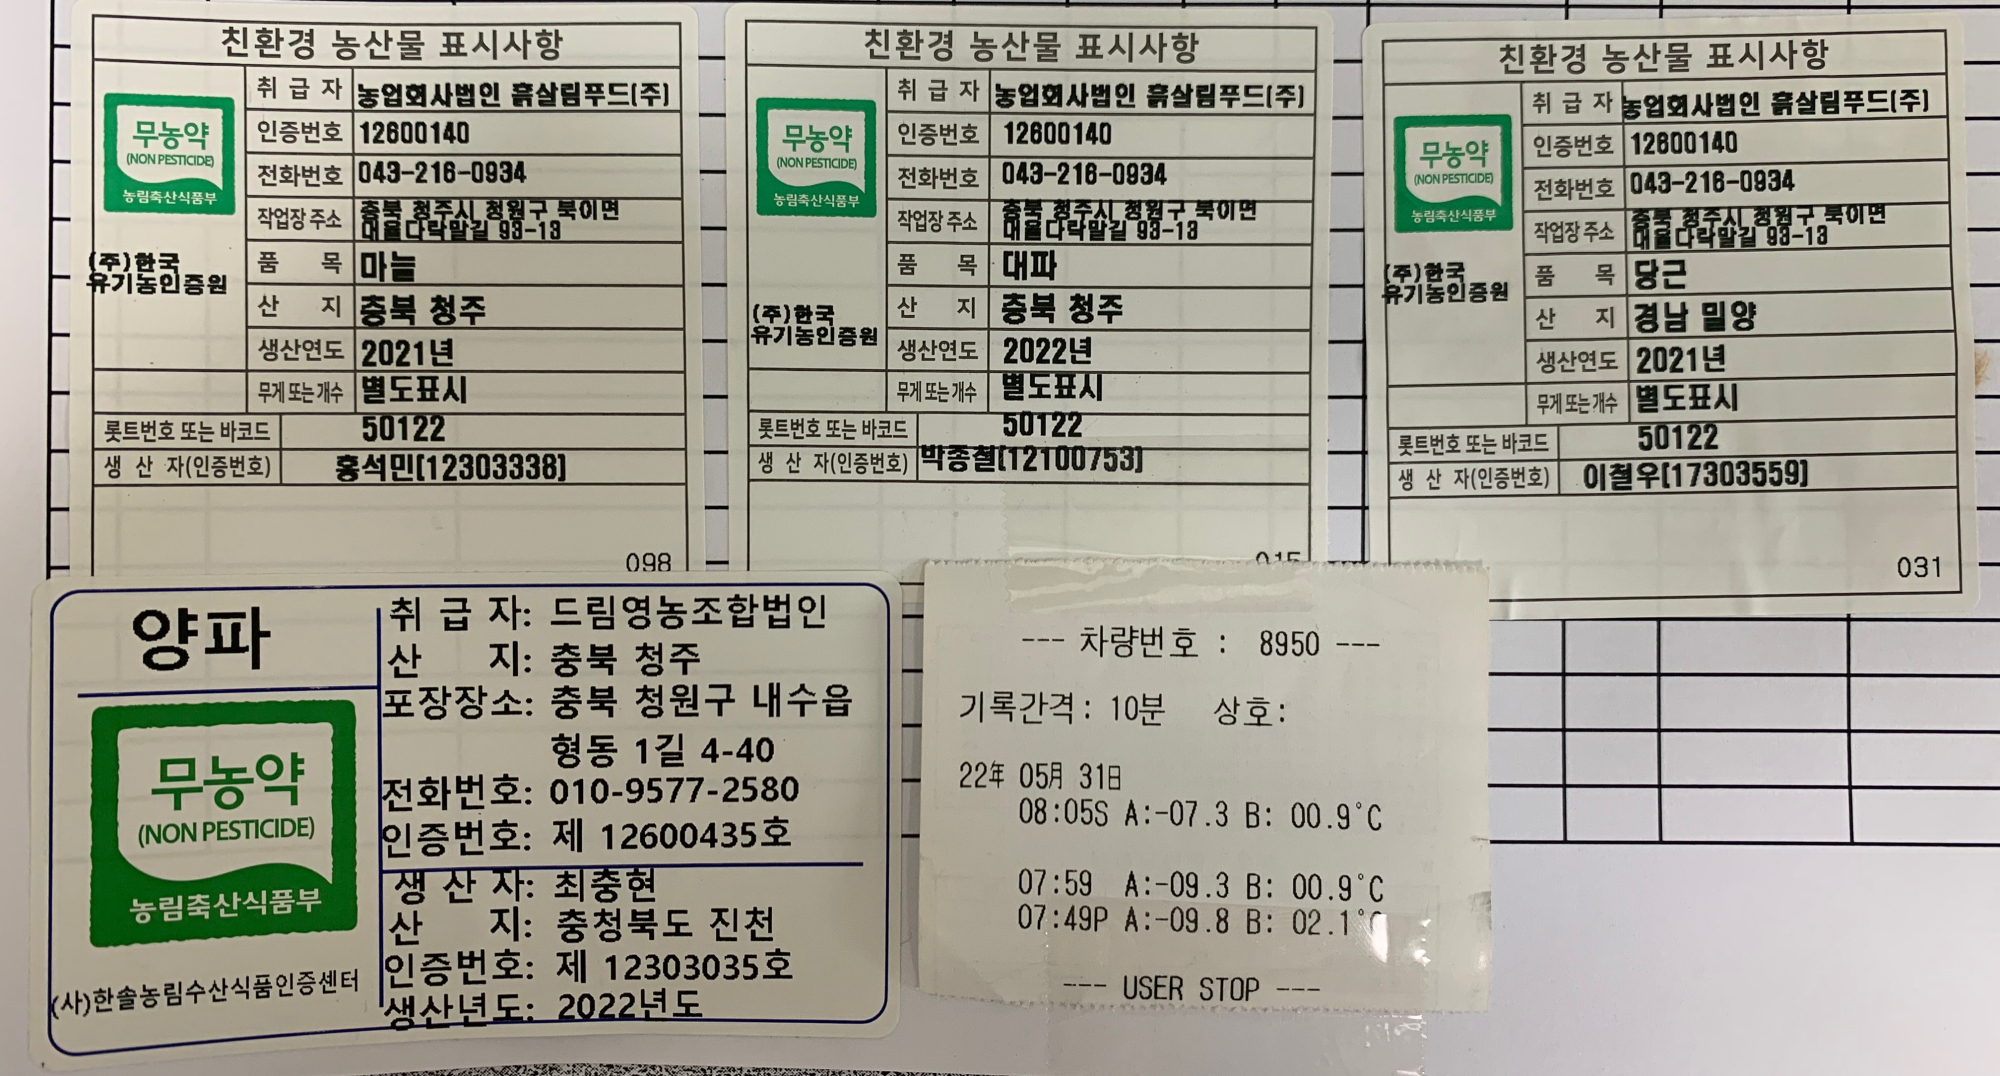 친환경 농산물 표시사항
무농약
(NON PESTICIDE)
농림축산식품부
(주)한국
유기농인증원
취 급 자 농업회사법인 흙살림푸드(주)
인증번호 12600140
전화번호 043-216-0934
작업장 주소 충북 청주시 청원구 북이면
대율다락말길 93-13
품 목 마늘
산 지 충북 청주
생산연도 2021년
무게 또는 개수 별도표시
롯트번호 또는 바코드 50122
생 산 자(인증번호) 홍석민(12303338)
098
친환경 농산물 표시사항
무농약
(NON PESTICIDE)
농림축산식품부
(주)한국
유기농인증원
취 급 자 농업회사법인 흙살림푸드(주)
인증번호 12600140
전화번호 043-216-0934
작업장 주소 충북 청주시 청원구 북이면
대율다락말길 93-13
품 목 대파
산 지 충북 청주
생산연도 2022년
무게 또는 개수 별도표시
롯트번호 또는 바코드 50122
생 산 자(인증번호) 박종철(12100753)
친환경 농산물 표시사항
무농약
(NON PESTICIDE)
농림축산식품부
(주)한국
유기농인증원
취 급 자 농업회사법인 흙살림푸드(주)
인증번호 12600140
전화번호 043-216-0934
작업장 주소 충북 청주시 청원구 북이면
대율다락말길 93-13
품 목 당근
산 지 경남 밀양
생산연도 2021년
무게 또는 개수 별도표시
롯트번호 또는 바코드 50122
생 산 자(인증번호) 이철우(17303559)
031
양파
무농약
(NON PESTICIDE)
농림축산식품부
(사)한솔농림수산식품인증센터
취 급 자: 드림영농조합법인
산 지: 충북 청주
포장장소: 충북 청원구 내수읍
형동 1길 4-40
전화번호: 010-9577-2580
인증번호: 제 12600435호
생 산 자: 최충현
산 지: 충청북도 진천
인증번호: 제 12303035호
생산년도: 2022년도
--- 차량번호 : 8950 ---
기록간격: 10분 상호:
22年 05月 31日
08:05S A:-07.3 B: 00.9°C
07:59 A:-09.3 B: 00.9°C
07:49P A:-09.8 B: 02.1°C
--- USER STOP ---